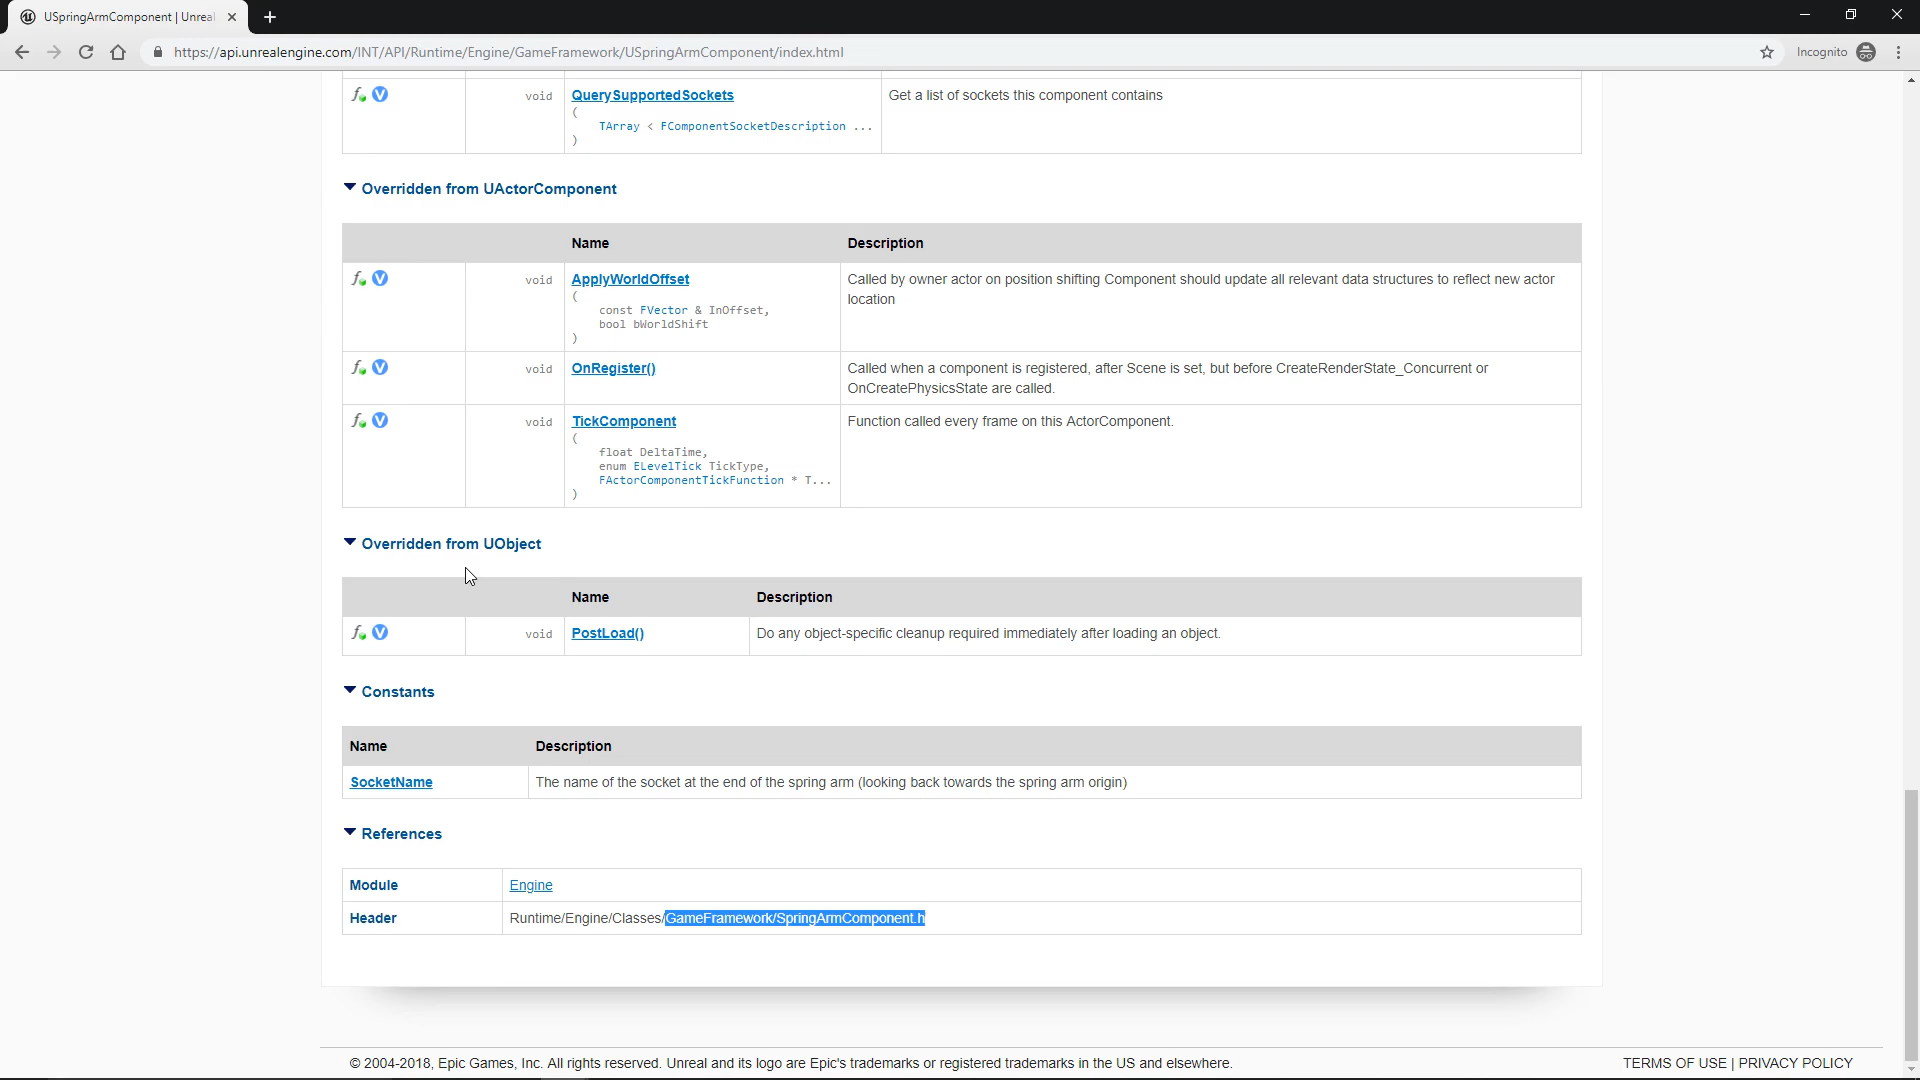 USpringArmComponent | Unreal
https://api.unrealengine.com/INT/API/Runtime/Engine/GameFramework/USpringArmComponent/index.html
Incognito
void QuerySupportedSockets Get a list of sockets this component contains
(
TArray < FComponentSocketDescription ...
)
Overridden from UActorComponent
Name Description
void ApplyWorldOffset Called by owner actor on position shifting Component should update all relevant data structures to reflect new actor
location
(
const FVector & InOffset,
bool bWorldShift
)
void OnRegister() Called when a component is registered, after Scene is set, but before CreateRenderState_Concurrent or
OnCreatePhysicsState are called.
void TickComponent Function called every frame on this ActorComponent.
(
float DeltaTime,
enum ELevelTick TickType,
FActorComponentTickFunction * T...
)
Overridden from UObject
Name Description
void PostLoad() Do any object-specific cleanup required immediately after loading an object.
Constants
Name Description
SocketName The name of the socket at the end of the spring arm (looking back towards the spring arm origin)
References
Module Engine
Header Runtime/Engine/Classes/GameFramework/SpringArmComponent.h
© 2004-2018, Epic Games, Inc. All rights reserved. Unreal and its logo are Epic's trademarks or registered trademarks in the US and elsewhere. TERMS OF USE | PRIVACY POLICY